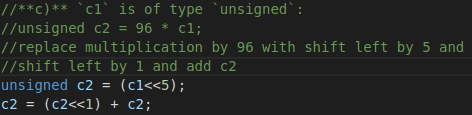 //**c)** `c1` is of type `unsigned`:
//unsigned c2 = 96 * c1;
//replace multiplication by 96 with shift left by 5 and
//shift left by 1 and add c2
unsigned c2 = (c1<<5);
c2 = (c2<<1) + c2;